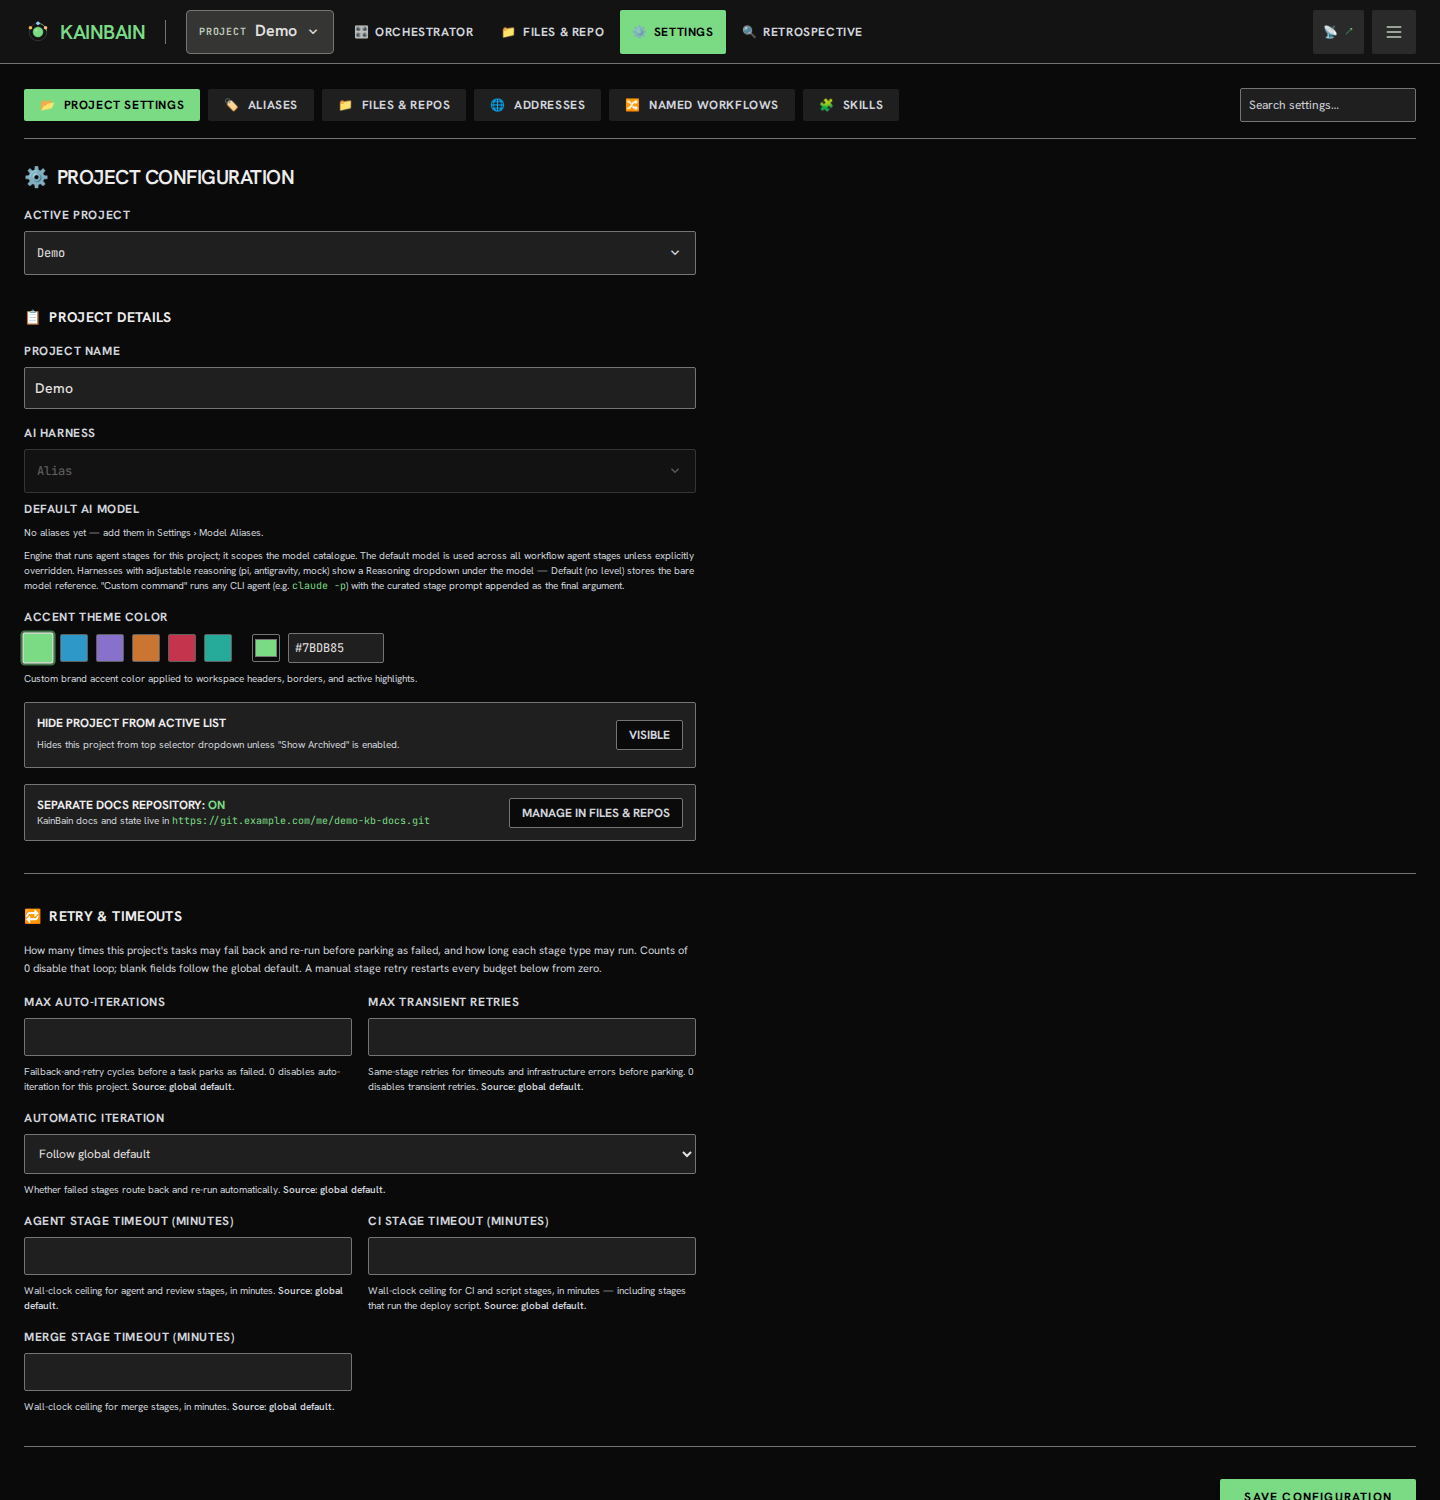 KAINBAIN
PROJECT Demo
ORCHESTRATOR
FILES & REPO
SETTINGS
RETROSPECTIVE
PROJECT SETTINGS
ALIASES
FILES & REPOS
ADDRESSES
NAMED WORKFLOWS
SKILLS
Search settings...
PROJECT CONFIGURATION
ACTIVE PROJECT
Demo
PROJECT DETAILS
PROJECT NAME
Demo
AI HARNESS
Alias
DEFAULT AI MODEL
No aliases yet — add them in Settings › Model Aliases.
Engine that runs agent stages for this project; it scopes the model catalogue. The default model is used across all workflow agent stages unless explicitly
overridden. Harnesses with adjustable reasoning (pi, antigravity, mock) show a Reasoning dropdown under the model — Default (no level) stores the bare
model reference. "Custom command" runs any CLI agent (e.g. claude -p) with the curated stage prompt appended as the final argument.
ACCENT THEME COLOR
#7BDB85
Custom brand accent color applied to workspace headers, borders, and active highlights.
HIDE PROJECT FROM ACTIVE LIST
Hides this project from top selector dropdown unless "Show Archived" is enabled.
VISIBLE
SEPARATE DOCS REPOSITORY: ON
KainBain docs and state live in https://git.example.com/me/demo-kb-docs.git
MANAGE IN FILES & REPOS
RETRY & TIMEOUTS
How many times this project's tasks may fail back and re-run before parking as failed, and how long each stage type may run. Counts of
0 disable that loop; blank fields follow the global default. A manual stage retry restarts every budget below from zero.
MAX AUTO-ITERATIONS
Failback-and-retry cycles before a task parks as failed. 0 disables auto-
iteration for this project. Source: global default.
MAX TRANSIENT RETRIES
Same-stage retries for timeouts and infrastructure errors before parking. 0
disables transient retries. Source: global default.
AUTOMATIC ITERATION
Follow global default
Whether failed stages route back and re-run automatically. Source: global default.
AGENT STAGE TIMEOUT (MINUTES)
Wall-clock ceiling for agent and review stages, in minutes. Source: global
default.
CI STAGE TIMEOUT (MINUTES)
Wall-clock ceiling for CI and script stages, in minutes — including stages
that run the deploy script. Source: global default.
MERGE STAGE TIMEOUT (MINUTES)
Wall-clock ceiling for merge stages, in minutes. Source: global default.
SAVE CONFIGURATION